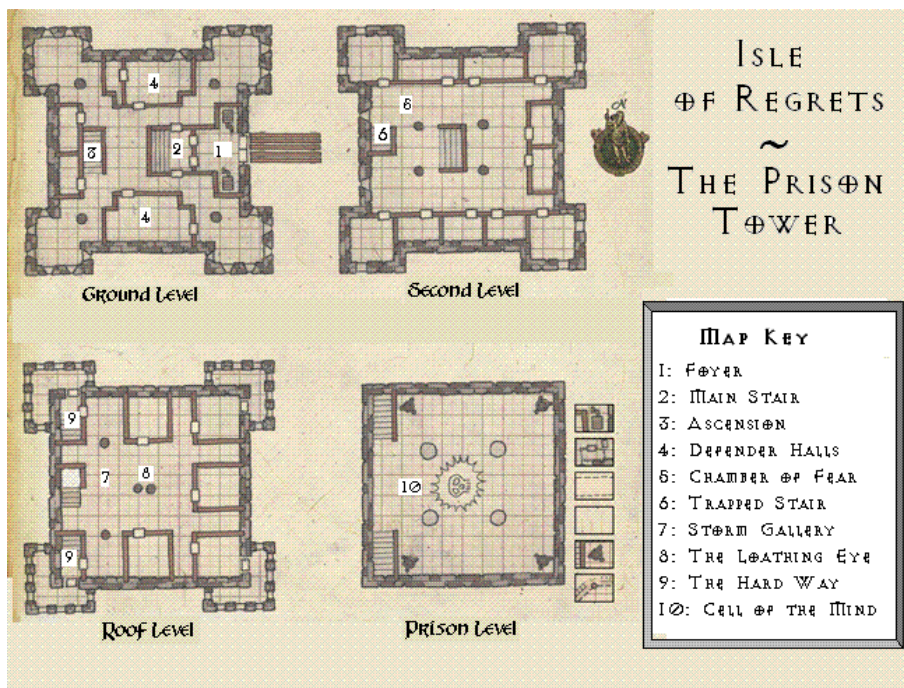 Isle
of Regrets
~
The Prison
Tower
4
3
2
1
4
Ground Level
5
6
Second Level
9
7
8
9
Roof Level
10
Prison Level
Map Key
1: Foyer
2: Main Stair
3: Ascension
4: Defender Halls
5: Chamber of Fear
6: Trapped Stair
7: Storm Gallery
8: The Loathing Eye
9: The Hard Way
10: Cell of the Mind